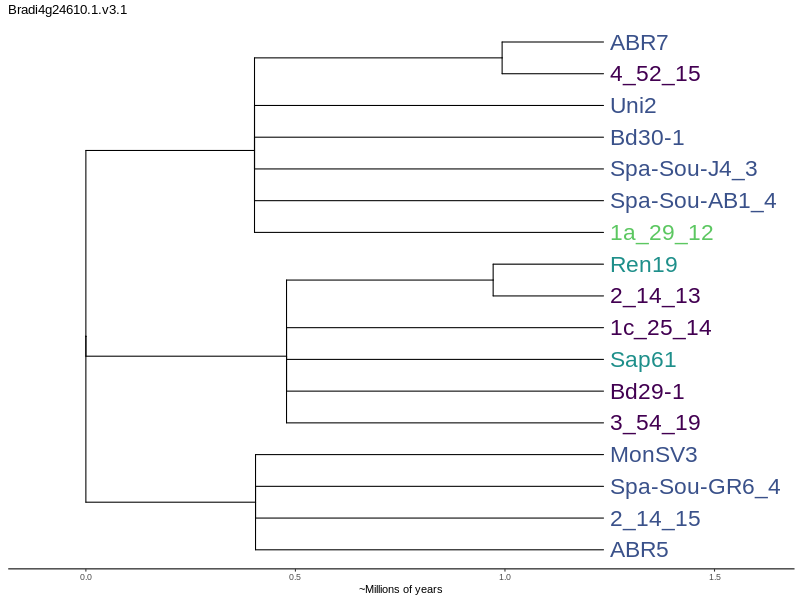 Bradi4g24610.1.v3.1
ABR7
4_52_15
Uni2
Bd30-1
Spa-Sou-J4_3
Spa-Sou-AB1_4
1a_29_12
Ren19
2_14_13
1c_25_14
Sap61
Bd29-1
3_54_19
MonSV3
Spa-Sou-GR6_4
2_14_15
ABR5
0.0 0.5 1.0 1.5
~Millions of years